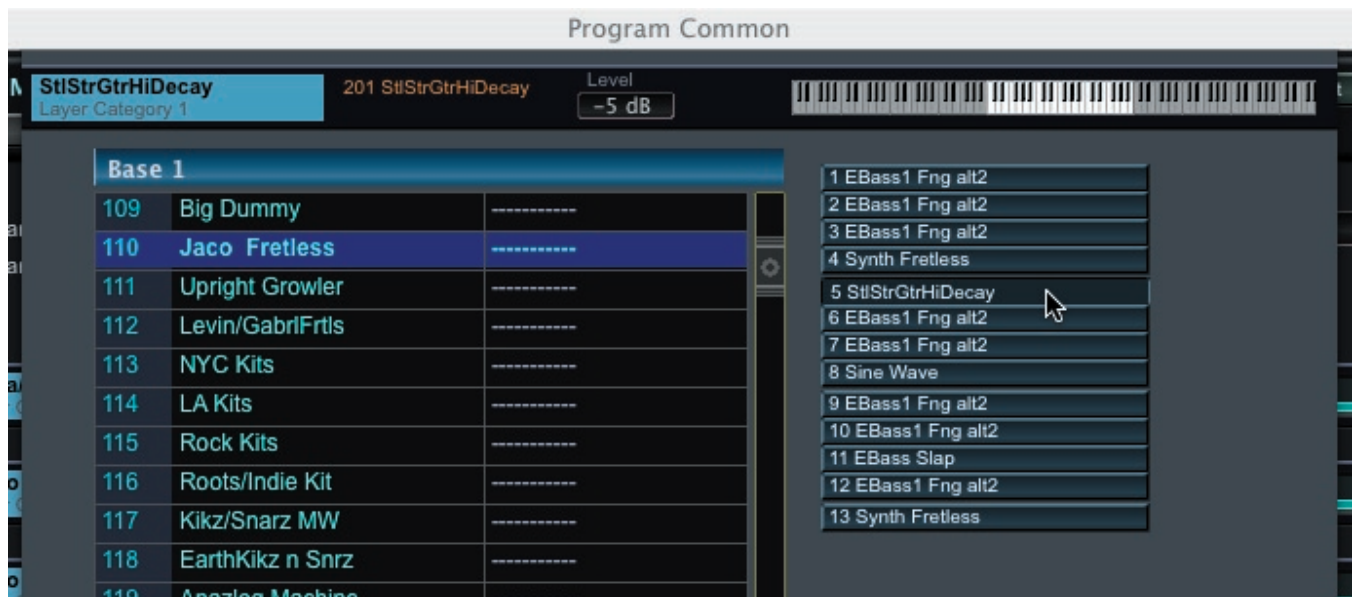 Program Common
StlStrGtrHiDecay
Layer Category 1
201 StlStrGtrHiDecay
Level
-5 dB
Base 1
109 Big Dummy -----------
110 Jaco Fretless -----------
111 Upright Growler -----------
112 Levin/GabrlFrtls -----------
113 NYC Kits -----------
114 LA Kits -----------
115 Rock Kits -----------
116 Roots/Indie Kit -----------
117 Kikz/Snarz MW -----------
118 EarthKikz n Snrz -----------
1 EBass1 Fng alt2
2 EBass1 Fng alt2
3 EBass1 Fng alt2
4 Synth Fretless
5 StlStrGtrHiDecay
6 EBass1 Fng alt2
7 EBass1 Fng alt2
8 Sine Wave
9 EBass1 Fng alt2
10 EBass1 Fng alt2
11 EBass Slap
12 EBass1 Fng alt2
13 Synth Fretless